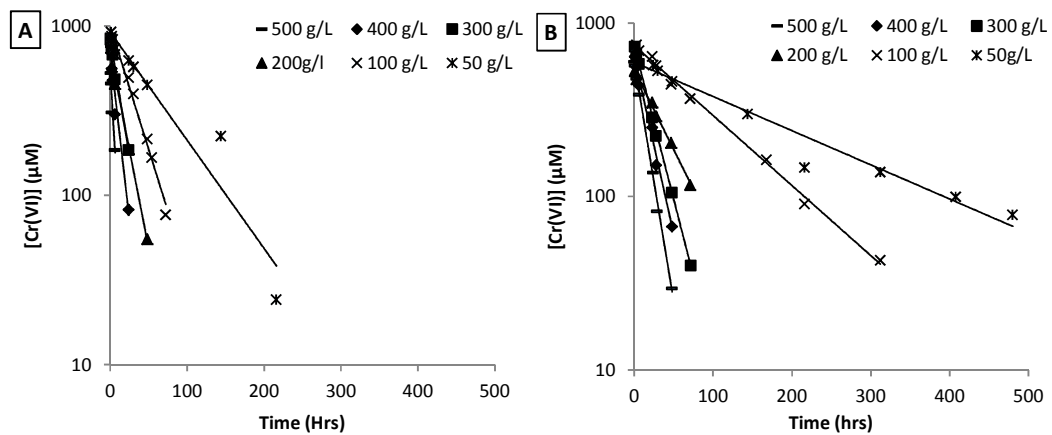 A
500 g/L 400 g/L 300 g/L
200g/l 100 g/L 50 g/L
1000
100
10
[Cr(VI)] (µM)
0 100 200 300 400 500
Time (Hrs)
B
500 g/L 400 g/L 300 g/L
200 g/L 100 g/L 50g/L
1000
100
10
[Cr(VI)] (µM)
0 100 200 300 400 500
Time (hrs)